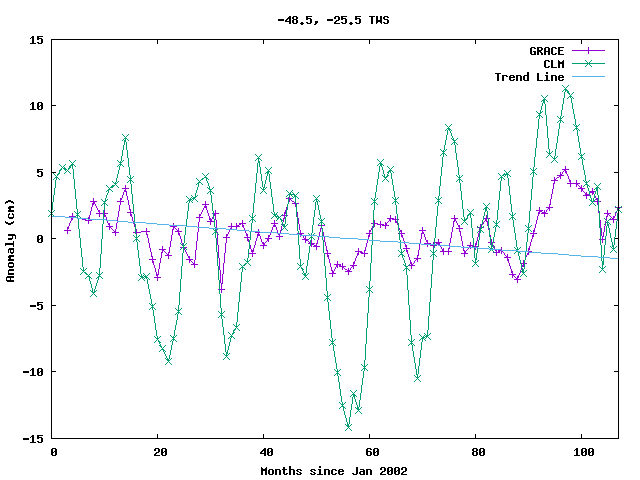 -48.5, -25.5 TWS
GRACE
CLM
Trend Line
15
10
5
0
-5
-10
-15
Anomaly (cm)
0 20 40 60 80 100
Months since Jan 2002